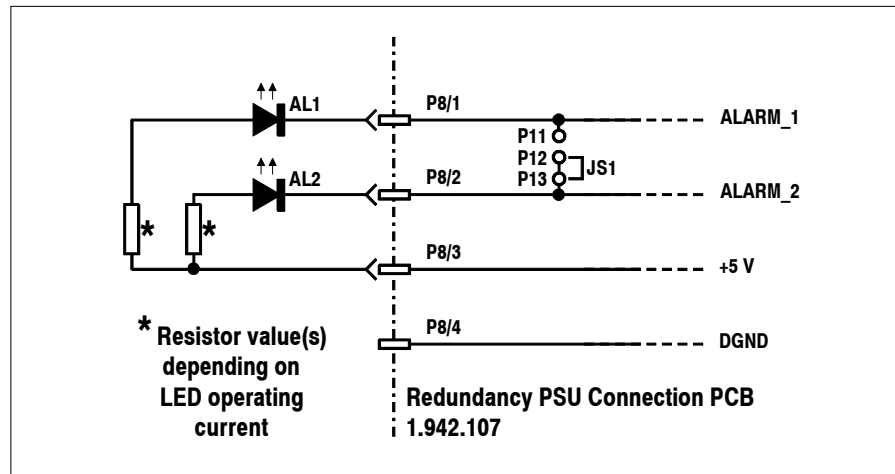 AL1
P8/1
ALARM_1
P11
P12
P13
JS1
AL2
P8/2
ALARM_2
*
*
P8/3
+5 V
P8/4
DGND
* Resistor value(s)
depending on
LED operating
current
Redundancy PSU Connection PCB
1.942.107